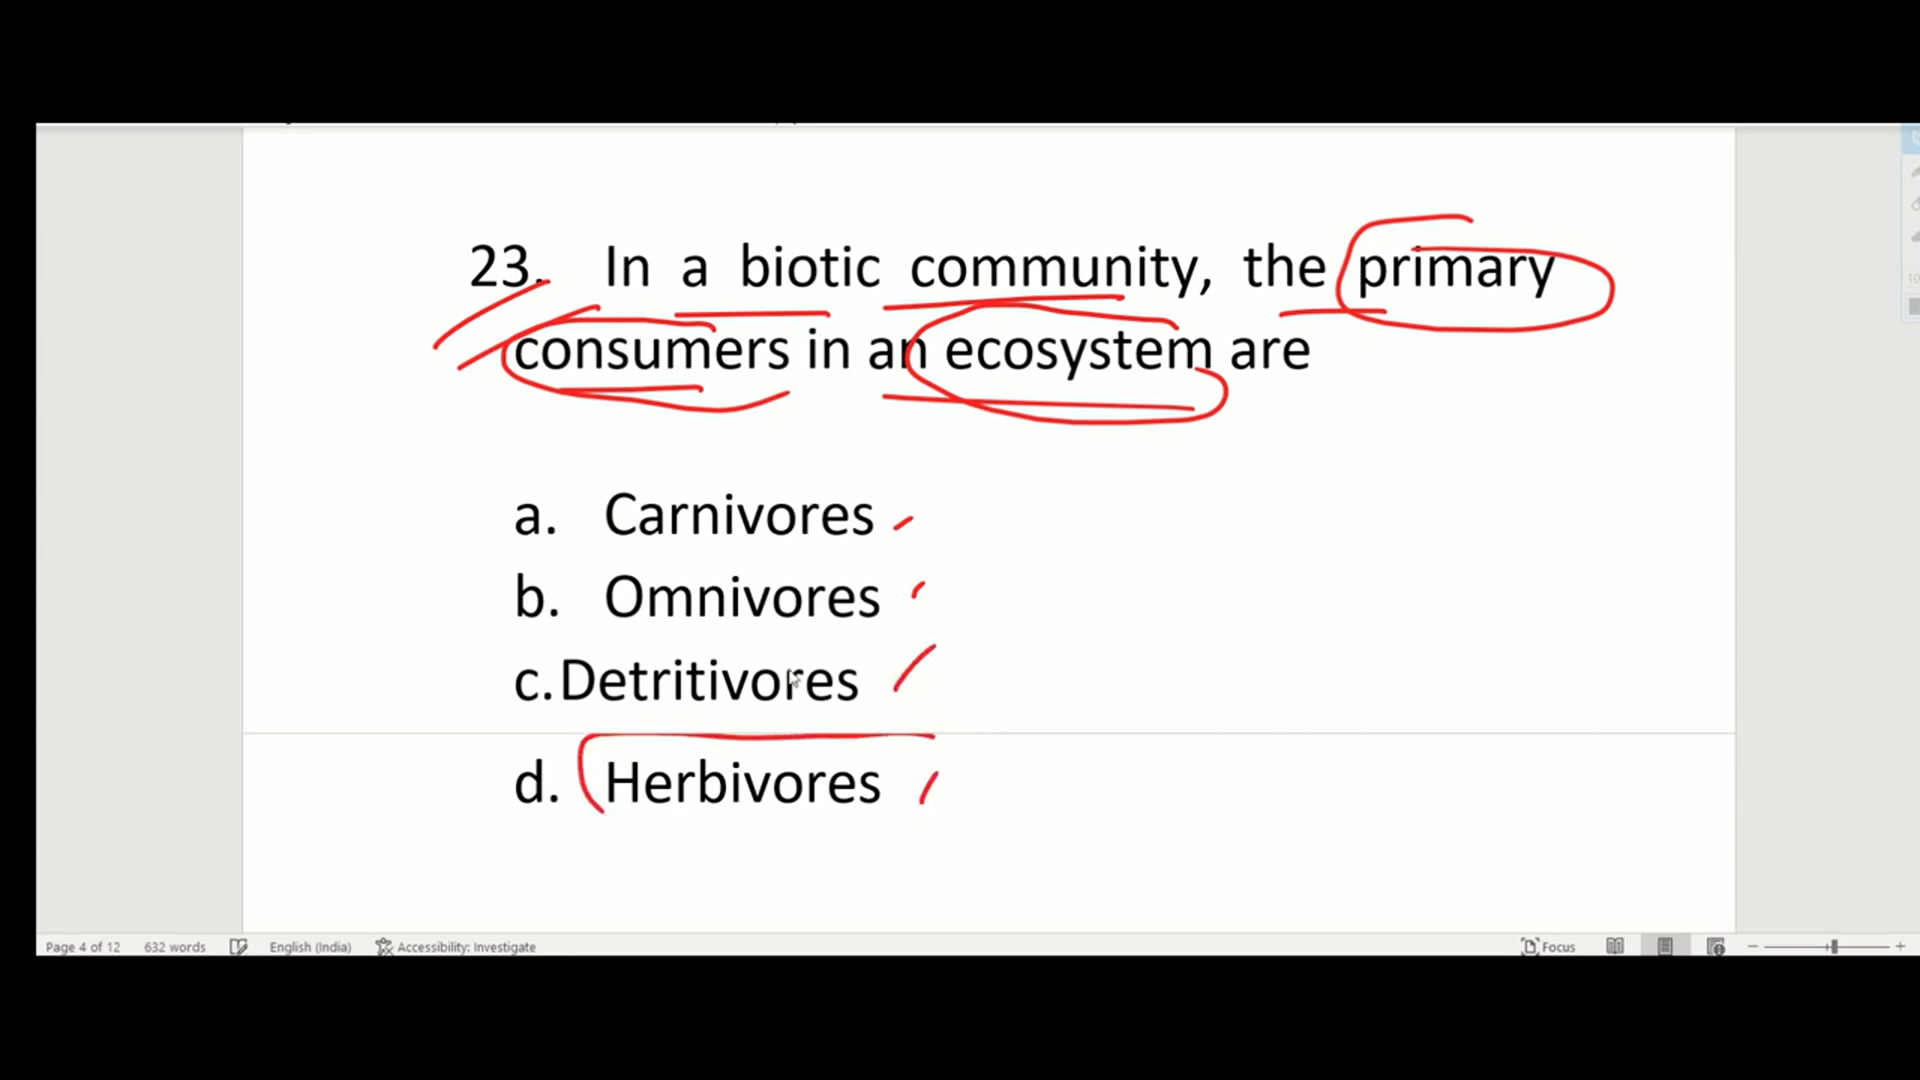 23. In a biotic community, the primary
consumers in an ecosystem are
a. Carnivores
b. Omnivores
c. Detritivores
d. Herbivores
Page 4 of 12 632 words English (India) Accessibility: Investigate Focus